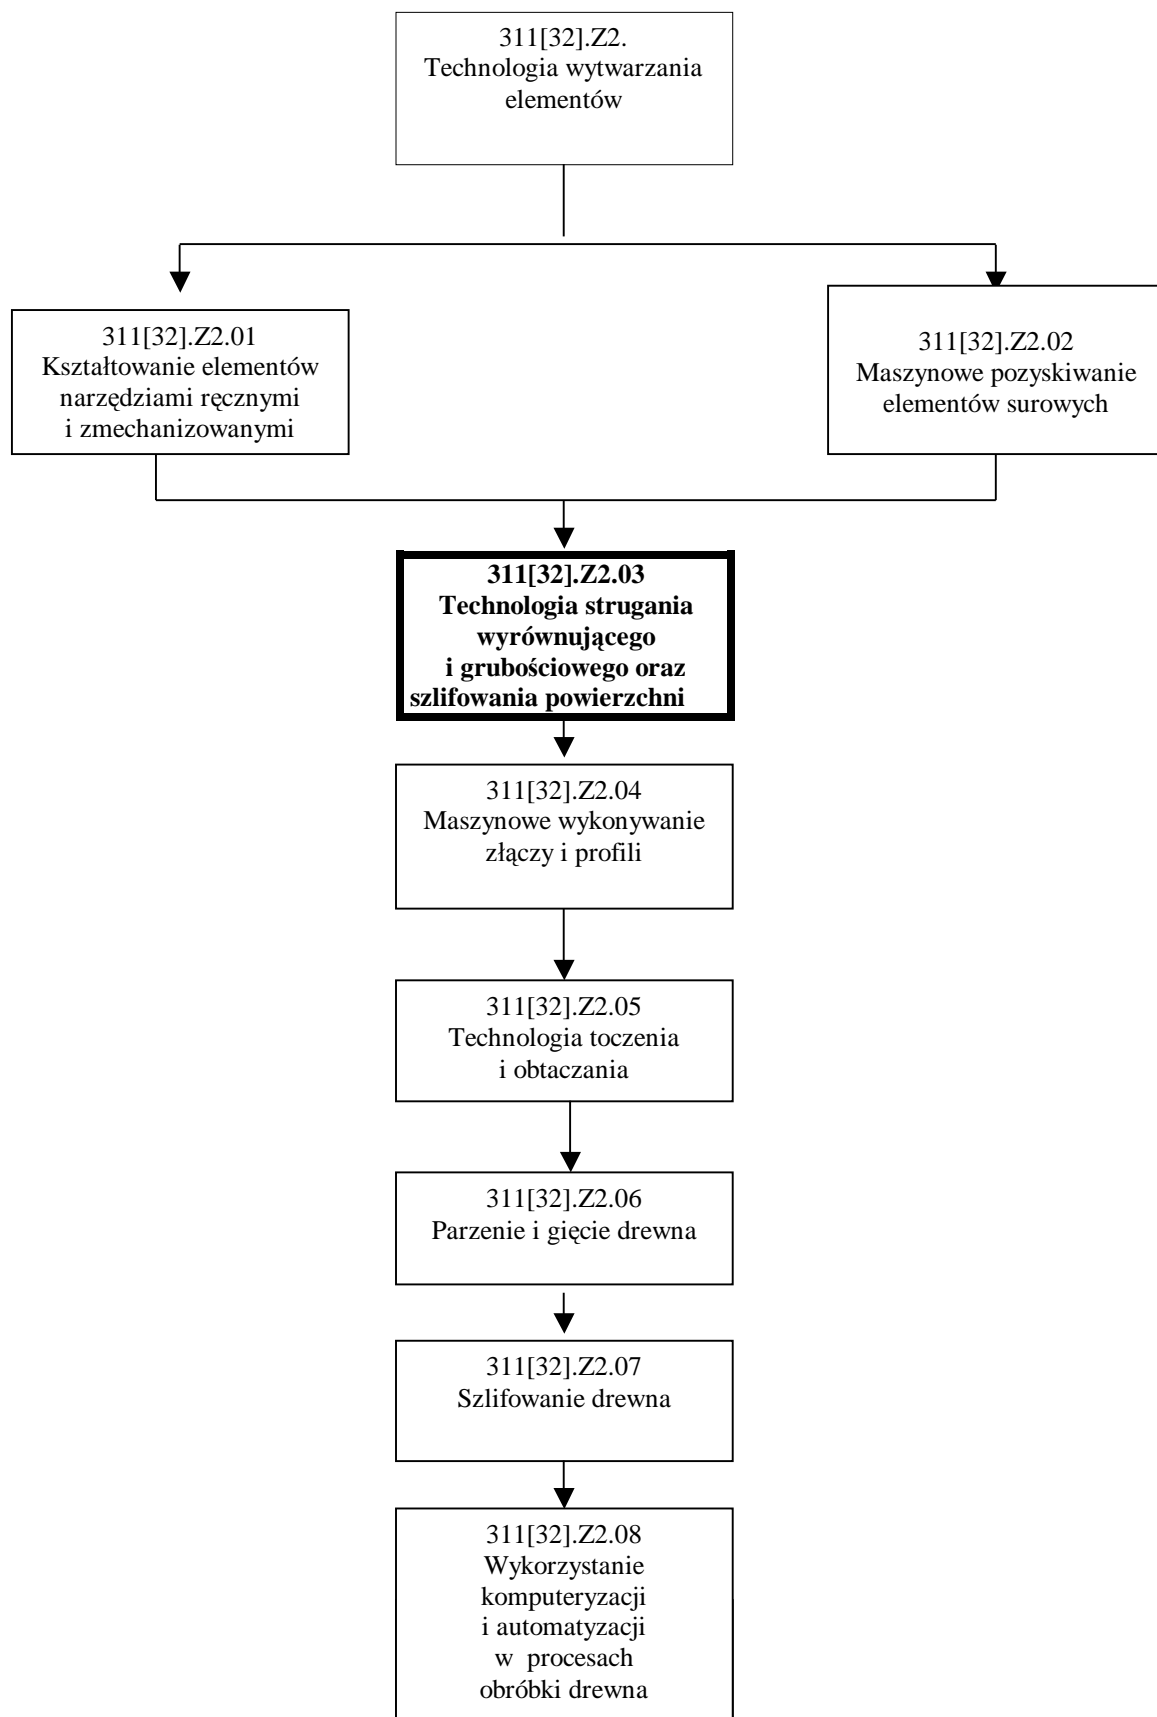 311[32].Z2.
Technologia wytwarzania
elementów
311[32].Z2.01
Kształtowanie elementów
narzędziami ręcznymi
i zmechanizowanymi
311[32].Z2.02
Maszynowe pozyskiwanie
elementów surowych
311[32].Z2.03
Technologia strugania
wyrównującego
i grubościowego oraz
szlifowania powierzchni
311[32].Z2.04
Maszynowe wykonywanie
złączy i profili
311[32].Z2.05
Technologia toczenia
i obtaczania
311[32].Z2.06
Parzenie i gięcie drewna
311[32].Z2.07
Szlifowanie drewna
311[32].Z2.08
Wykorzystanie
komputeryzacji
i automatyzacji
w procesach
obróbki drewna